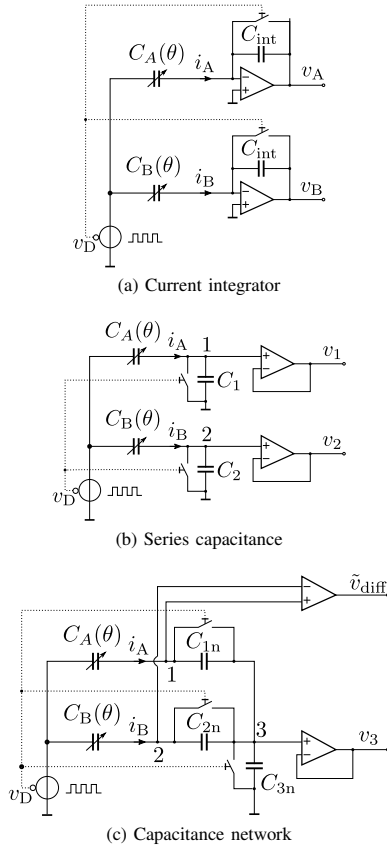 C_int
C_A(θ) i_A − + v_A
C_int
C_B(θ) i_B − + v_B
v_D
(a) Current integrator
C_A(θ) i_A 1 C_1 + − v_1
C_B(θ) i_B 2 C_2 + − v_2
v_D
(b) Series capacitance
− + ṽ_diff
C_A(θ) i_A 1 C_1n
C_B(θ) i_B 2 C_2n 3 + − v_3
C_3n
v_D
(c) Capacitance network